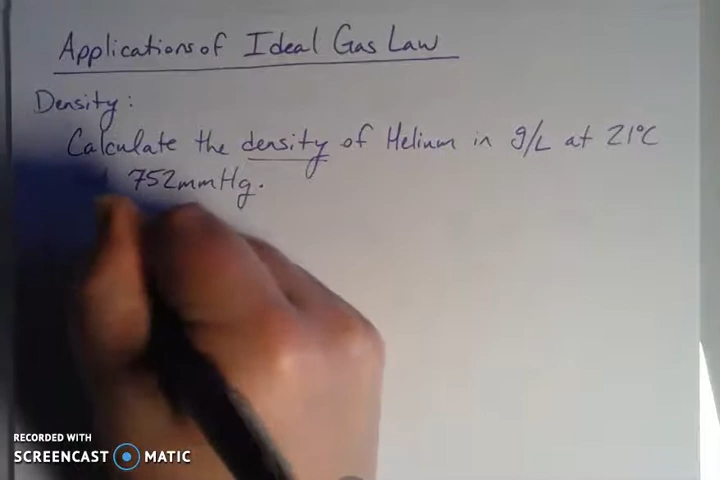 Applications of Ideal Gas Law
Density:
Calculate the density of Helium in g/L at 21°C
752mmHg.
RECORDED WITH
SCREENCAST MATIC